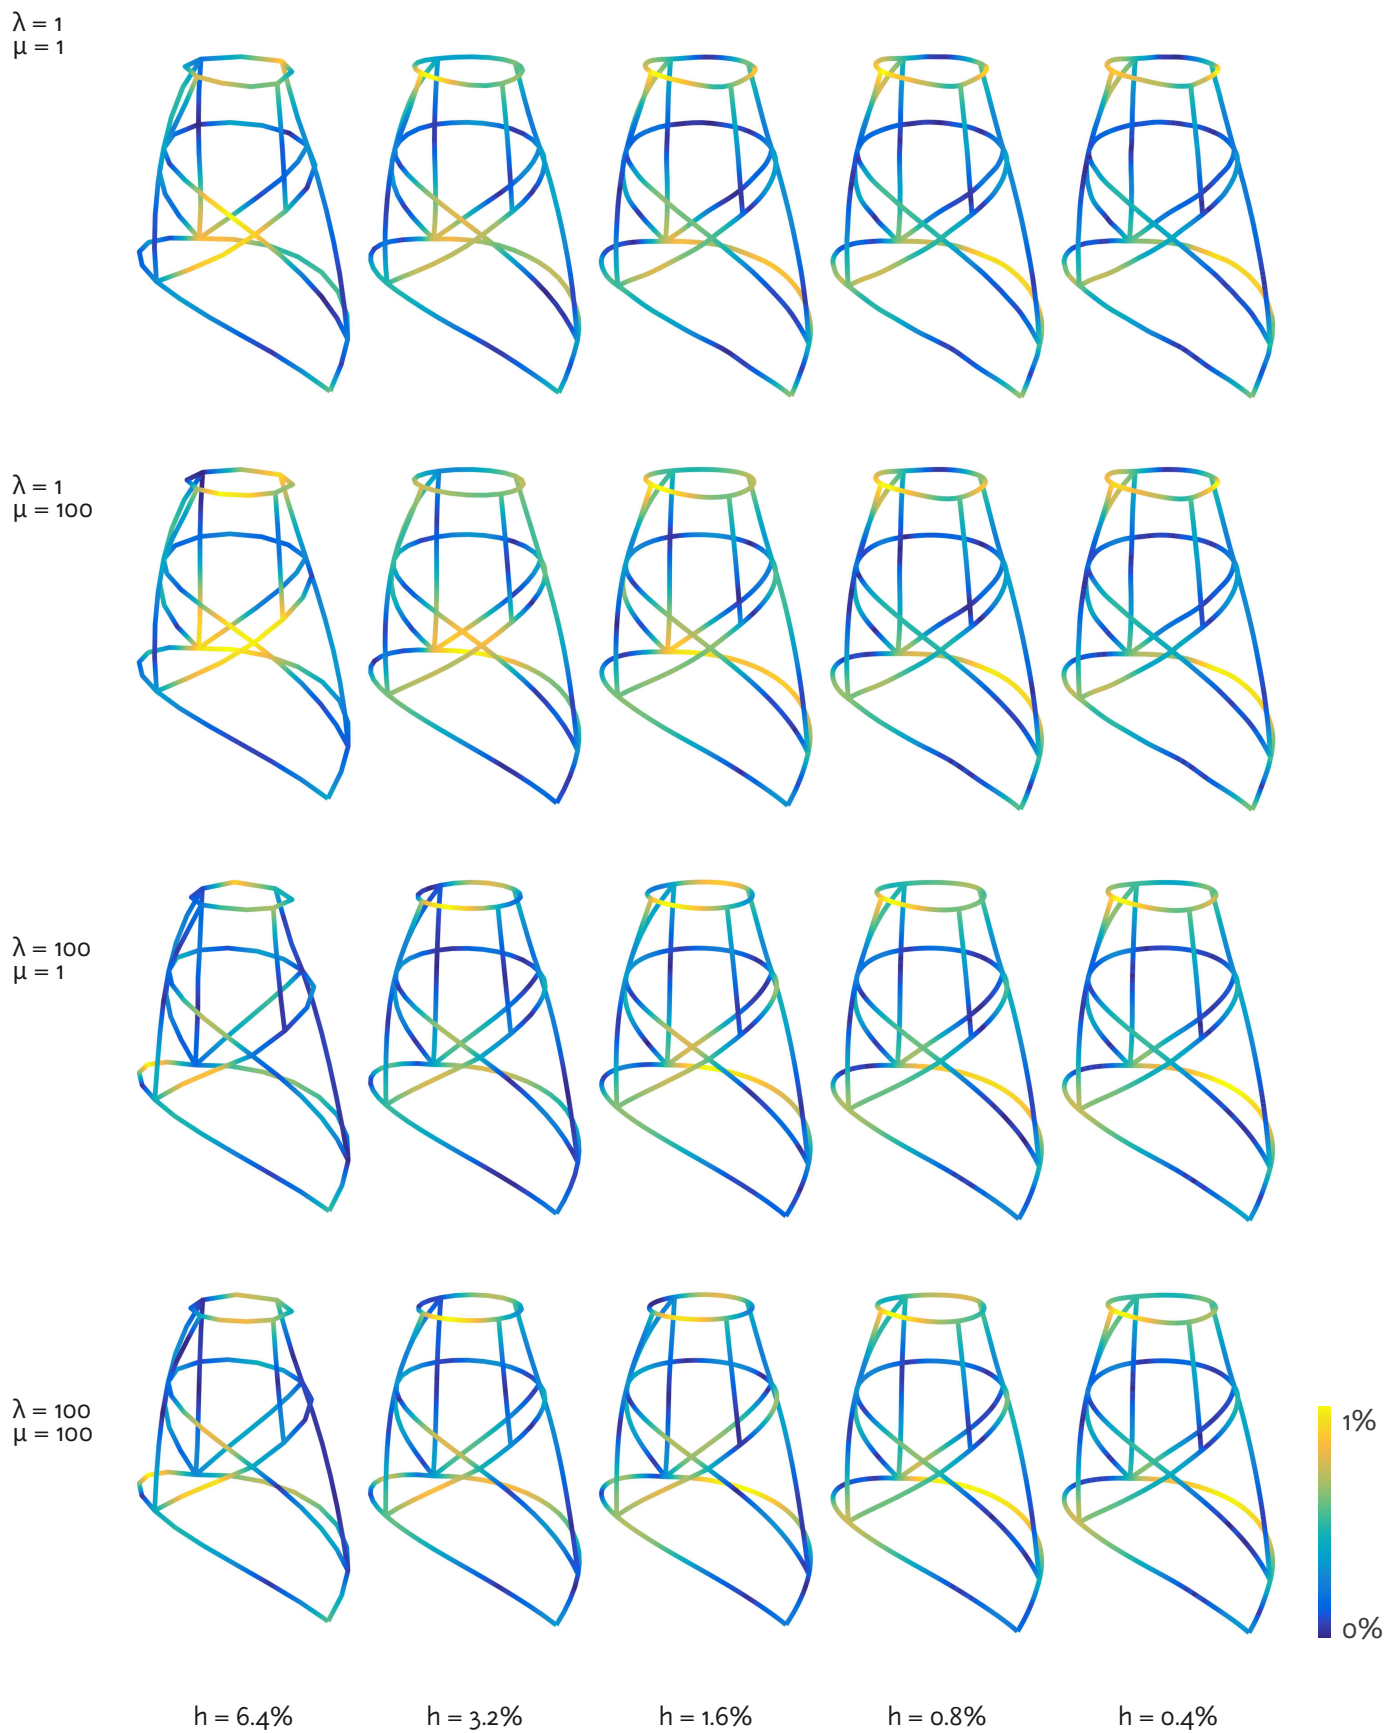 λ = 1
μ = 1
λ = 1
μ = 100
λ = 100
μ = 1
λ = 100
μ = 100
1%
0%
h = 6.4%
h = 3.2%
h = 1.6%
h = 0.8%
h = 0.4%